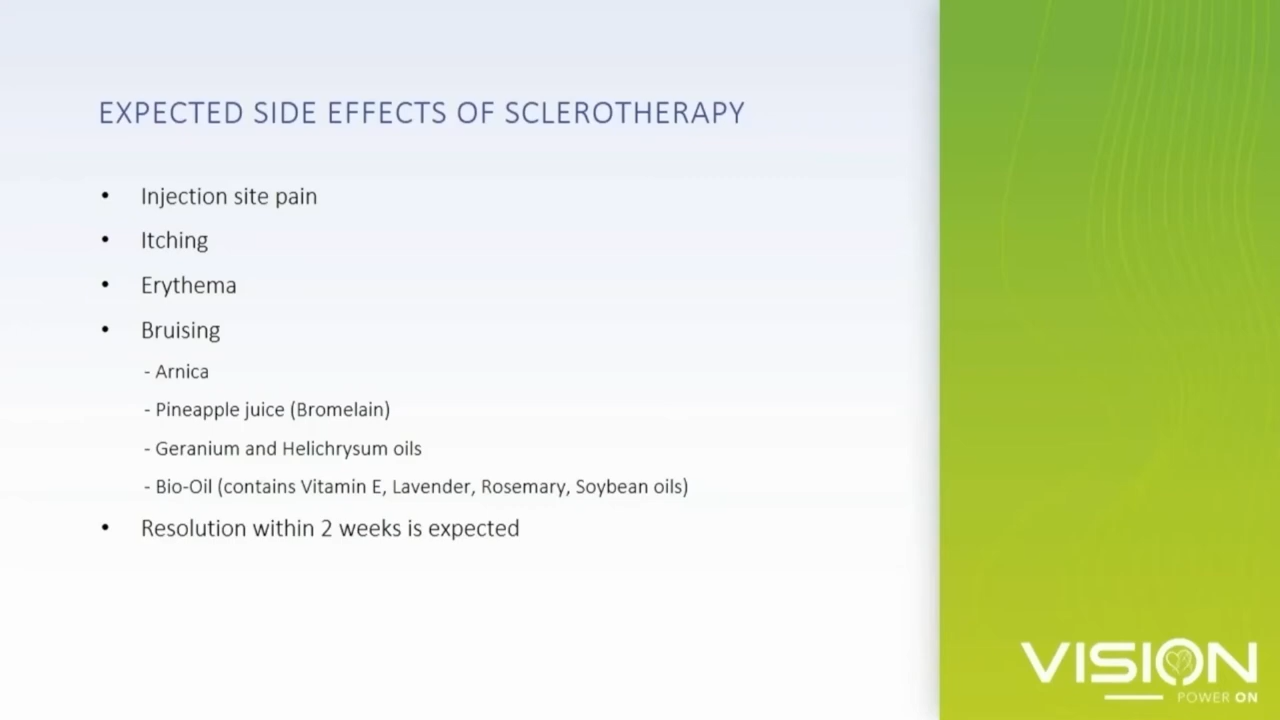 EXPECTED SIDE EFFECTS OF SCLEROTHERAPY
• Injection site pain
• Itching
• Erythema
• Bruising
- Arnica
- Pineapple juice (Bromelain)
- Geranium and Helichrysum oils
- Bio-Oil (contains Vitamin E, Lavender, Rosemary, Soybean oils)
• Resolution within 2 weeks is expected
VISION
POWER ON